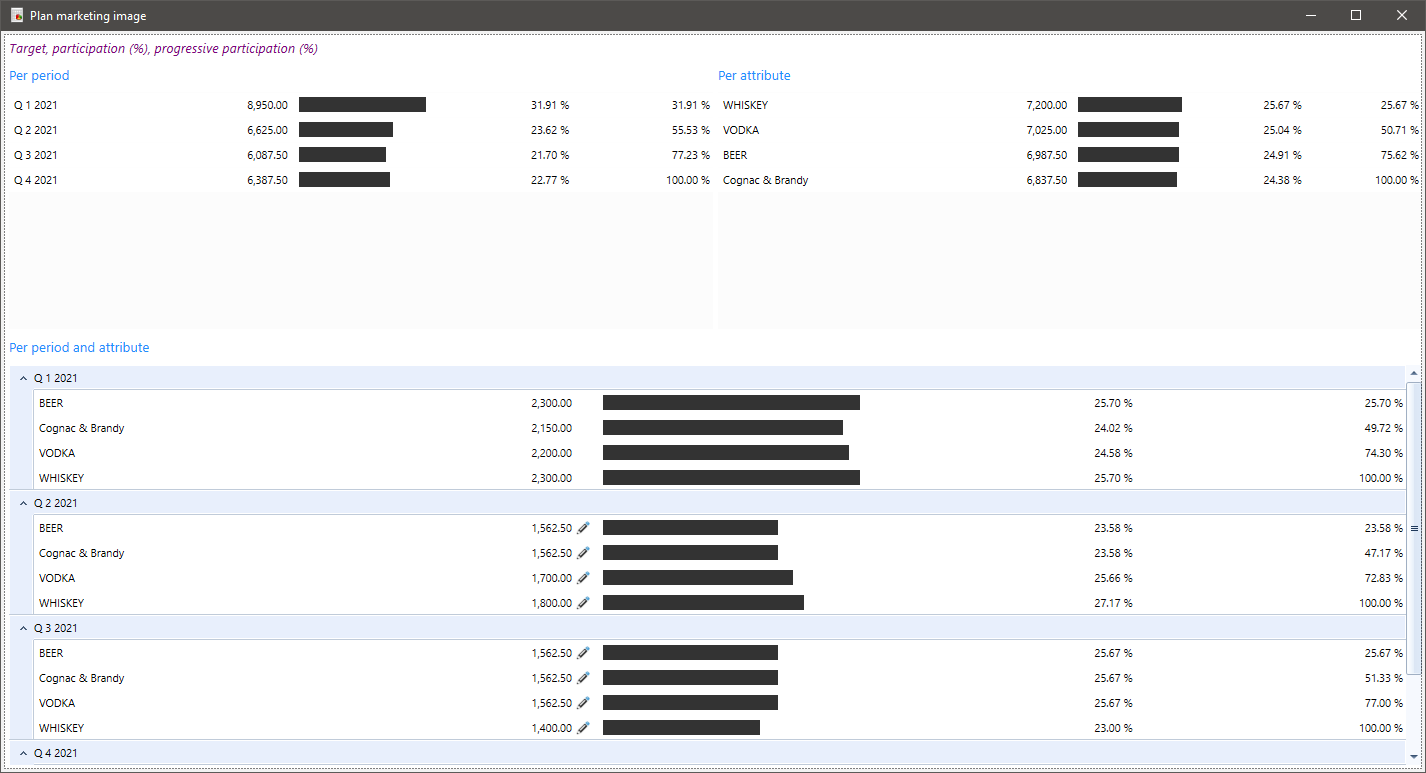 Plan marketing image
Target, participation (%), progressive participation (%)
Per period
Q 1 2021 8,950.00 31.91 % 31.91 %
Q 2 2021 6,625.00 23.62 % 55.53 %
Q 3 2021 6,087.50 21.70 % 77.23 %
Q 4 2021 6,387.50 22.77 % 100.00 %
Per attribute
WHISKEY 7,200.00 25.67 % 25.67 %
VODKA 7,025.00 25.04 % 50.71 %
BEER 6,987.50 24.91 % 75.62 %
Cognac & Brandy 6,837.50 24.38 % 100.00 %
Per period and attribute
Q 1 2021
BEER 2,300.00 25.70 % 25.70 %
Cognac & Brandy 2,150.00 24.02 % 49.72 %
VODKA 2,200.00 24.58 % 74.30 %
WHISKEY 2,300.00 25.70 % 100.00 %
Q 2 2021
BEER 1,562.50 23.58 % 23.58 %
Cognac & Brandy 1,562.50 23.58 % 47.17 %
VODKA 1,700.00 25.66 % 72.83 %
WHISKEY 1,800.00 27.17 % 100.00 %
Q 3 2021
BEER 1,562.50 25.67 % 25.67 %
Cognac & Brandy 1,562.50 25.67 % 51.33 %
VODKA 1,562.50 25.67 % 77.00 %
WHISKEY 1,400.00 23.00 % 100.00 %
Q 4 2021